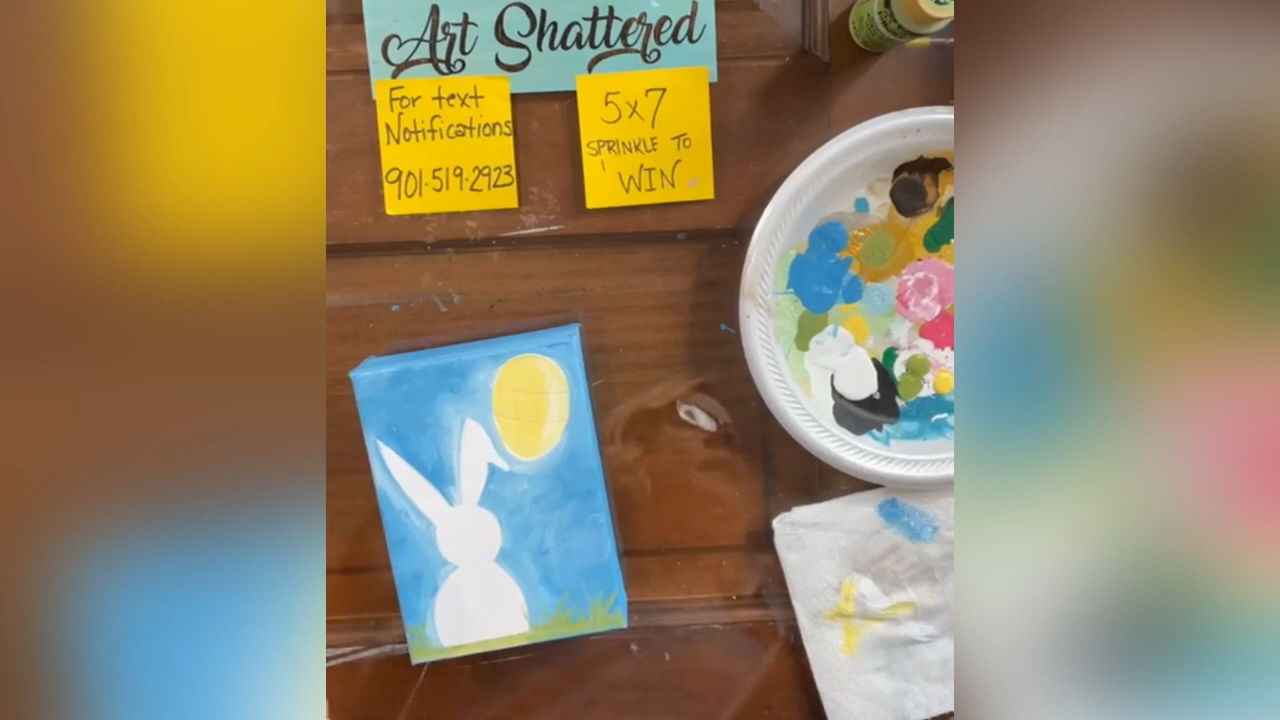 Art Shattered
For text
Notifications
901·519·2923
5x7
SPRINKLE TO
WIN